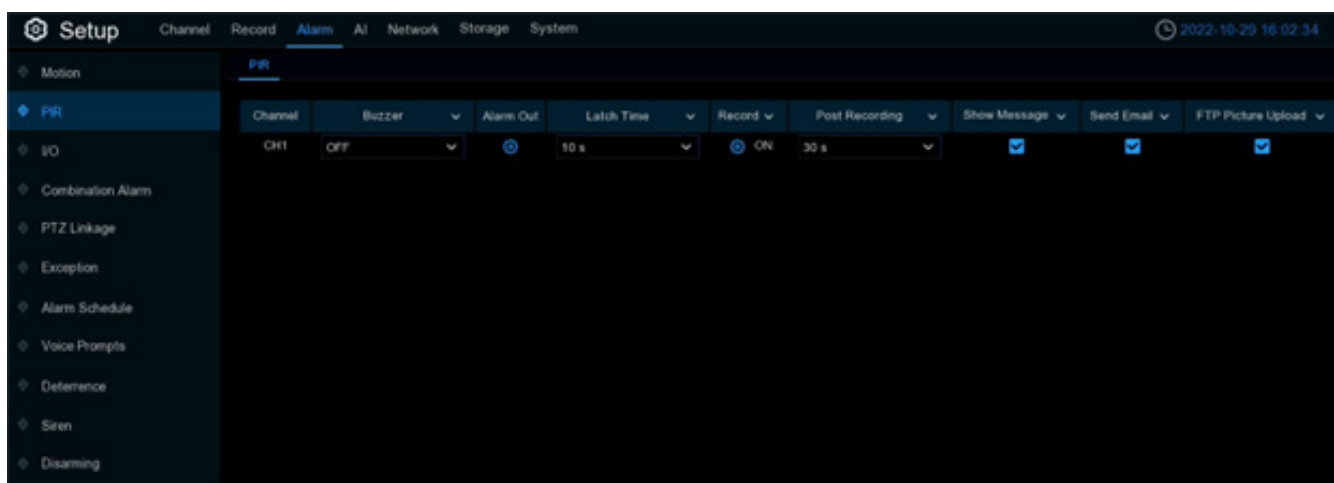 Setup Channel Record Alarm AI Network Storage System 2022-10-29 16:02:34
Motion
PIR
I/O
Combination Alarm
PTZ Linkage
Exception
Alarm Schedule
Voice Prompts
Deterrence
Siren
Disarming
PIR
Channel Buzzer Alarm Out Latch Time Record Post Recording Show Message Send Email FTP Picture Upload
CH1 OFF 10 s ON 30 s